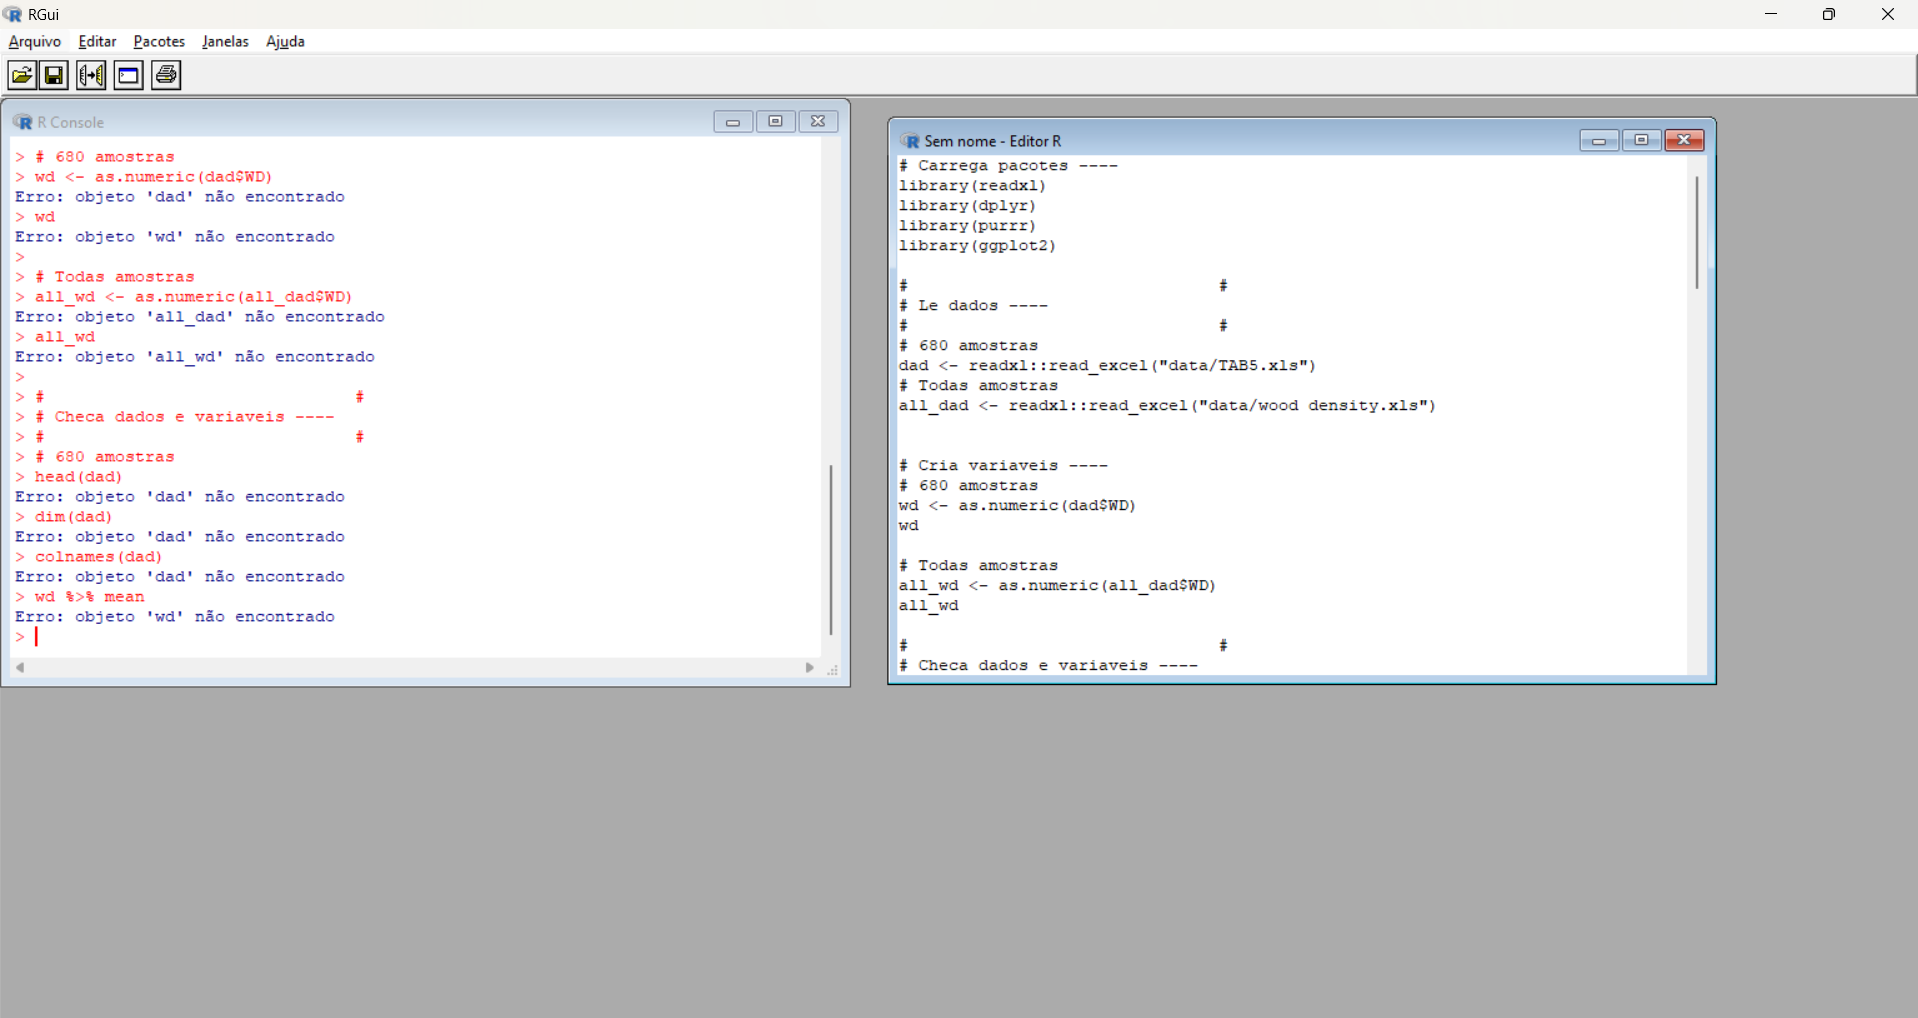 RGui
Arquivo Editar Pacotes Janelas Ajuda
R Console
> # 680 amostras
> wd <- as.numeric(dad$WD)
Erro: objeto 'dad' não encontrado
> wd
Erro: objeto 'wd' não encontrado
>
> # Todas amostras
> all_wd <- as.numeric(all_dad$WD)
Erro: objeto 'all_dad' não encontrado
> all_wd
Erro: objeto 'all_wd' não encontrado
>
> # #
> # Checa dados e variaveis ----
> # #
> # 680 amostras
> head(dad)
Erro: objeto 'dad' não encontrado
> dim(dad)
Erro: objeto 'dad' não encontrado
> colnames(dad)
Erro: objeto 'dad' não encontrado
> wd %>% mean
Erro: objeto 'wd' não encontrado
>
Sem nome - Editor R
# Carrega pacotes ----
library(readxl)
library(dplyr)
library(purrr)
library(ggplot2)
# #
# Le dados ----
# #
# 680 amostras
dad <- readxl::read_excel("data/TAB5.xls")
# Todas amostras
all_dad <- readxl::read_excel("data/wood density.xls")
# Cria variaveis ----
# 680 amostras
wd <- as.numeric(dad$WD)
wd
# Todas amostras
all_wd <- as.numeric(all_dad$WD)
all_wd
# #
# Checa dados e variaveis ----